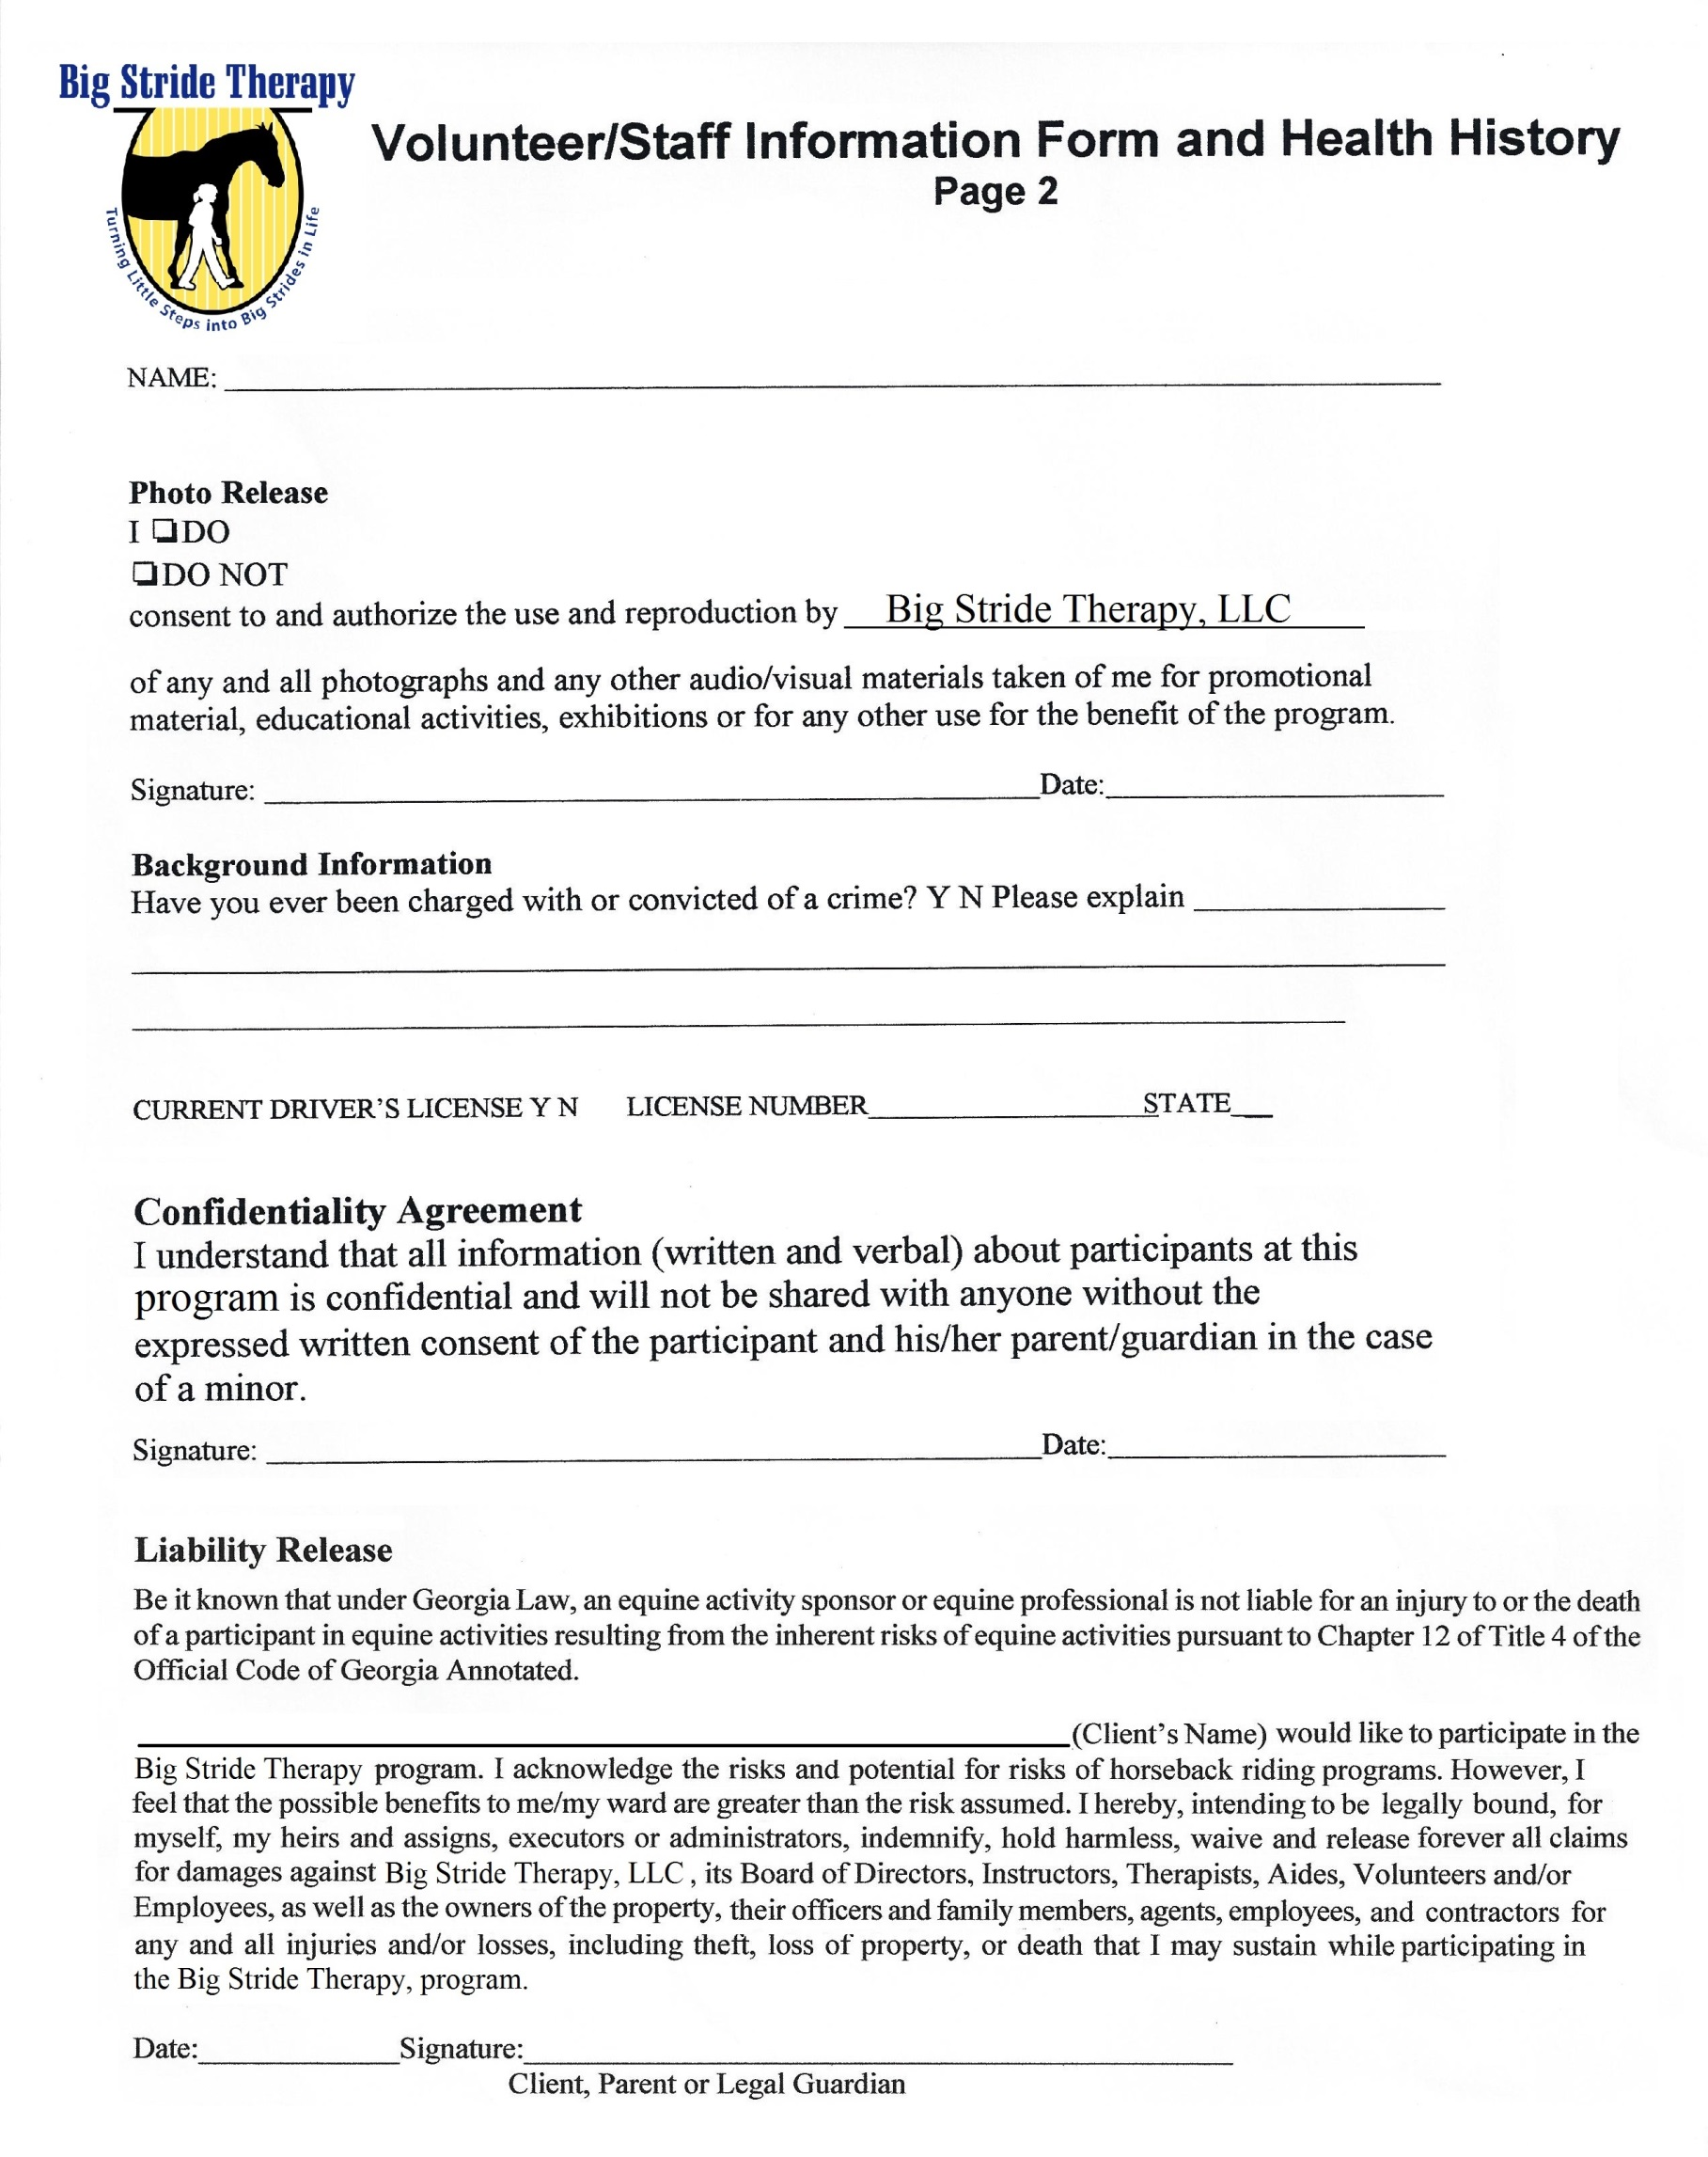 Big Stride Therapy
Turning Little Steps into Big Strides in Life
Volunteer/Staff Information Form and Health History
Page 2
NAME:
Photo Release
I ❏DO
❏DO NOT
consent to and authorize the use and reproduction by Big Stride Therapy, LLC
of any and all photographs and any other audio/visual materials taken of me for promotional
material, educational activities, exhibitions or for any other use for the benefit of the program.
Signature: Date:
Background Information
Have you ever been charged with or convicted of a crime? Y N Please explain
CURRENT DRIVER'S LICENSE Y N LICENSE NUMBER STATE
Confidentiality Agreement
I understand that all information (written and verbal) about participants at this
program is confidential and will not be shared with anyone without the
expressed written consent of the participant and his/her parent/guardian in the case
of a minor.
Signature: Date:
Liability Release
Be it known that under Georgia Law, an equine activity sponsor or equine professional is not liable for an injury to or the death
of a participant in equine activities resulting from the inherent risks of equine activities pursuant to Chapter 12 of Title 4 of the
Official Code of Georgia Annotated.
(Client's Name) would like to participate in the
Big Stride Therapy program. I acknowledge the risks and potential for risks of horseback riding programs. However, I
feel that the possible benefits to me/my ward are greater than the risk assumed. I hereby, intending to be legally bound, for
myself, my heirs and assigns, executors or administrators, indemnify, hold harmless, waive and release forever all claims
for damages against Big Stride Therapy, LLC , its Board of Directors, Instructors, Therapists, Aides, Volunteers and/or
Employees, as well as the owners of the property, their officers and family members, agents, employees, and contractors for
any and all injuries and/or losses, including theft, loss of property, or death that I may sustain while participating in
the Big Stride Therapy, program.
Date: Signature:
Client, Parent or Legal Guardian